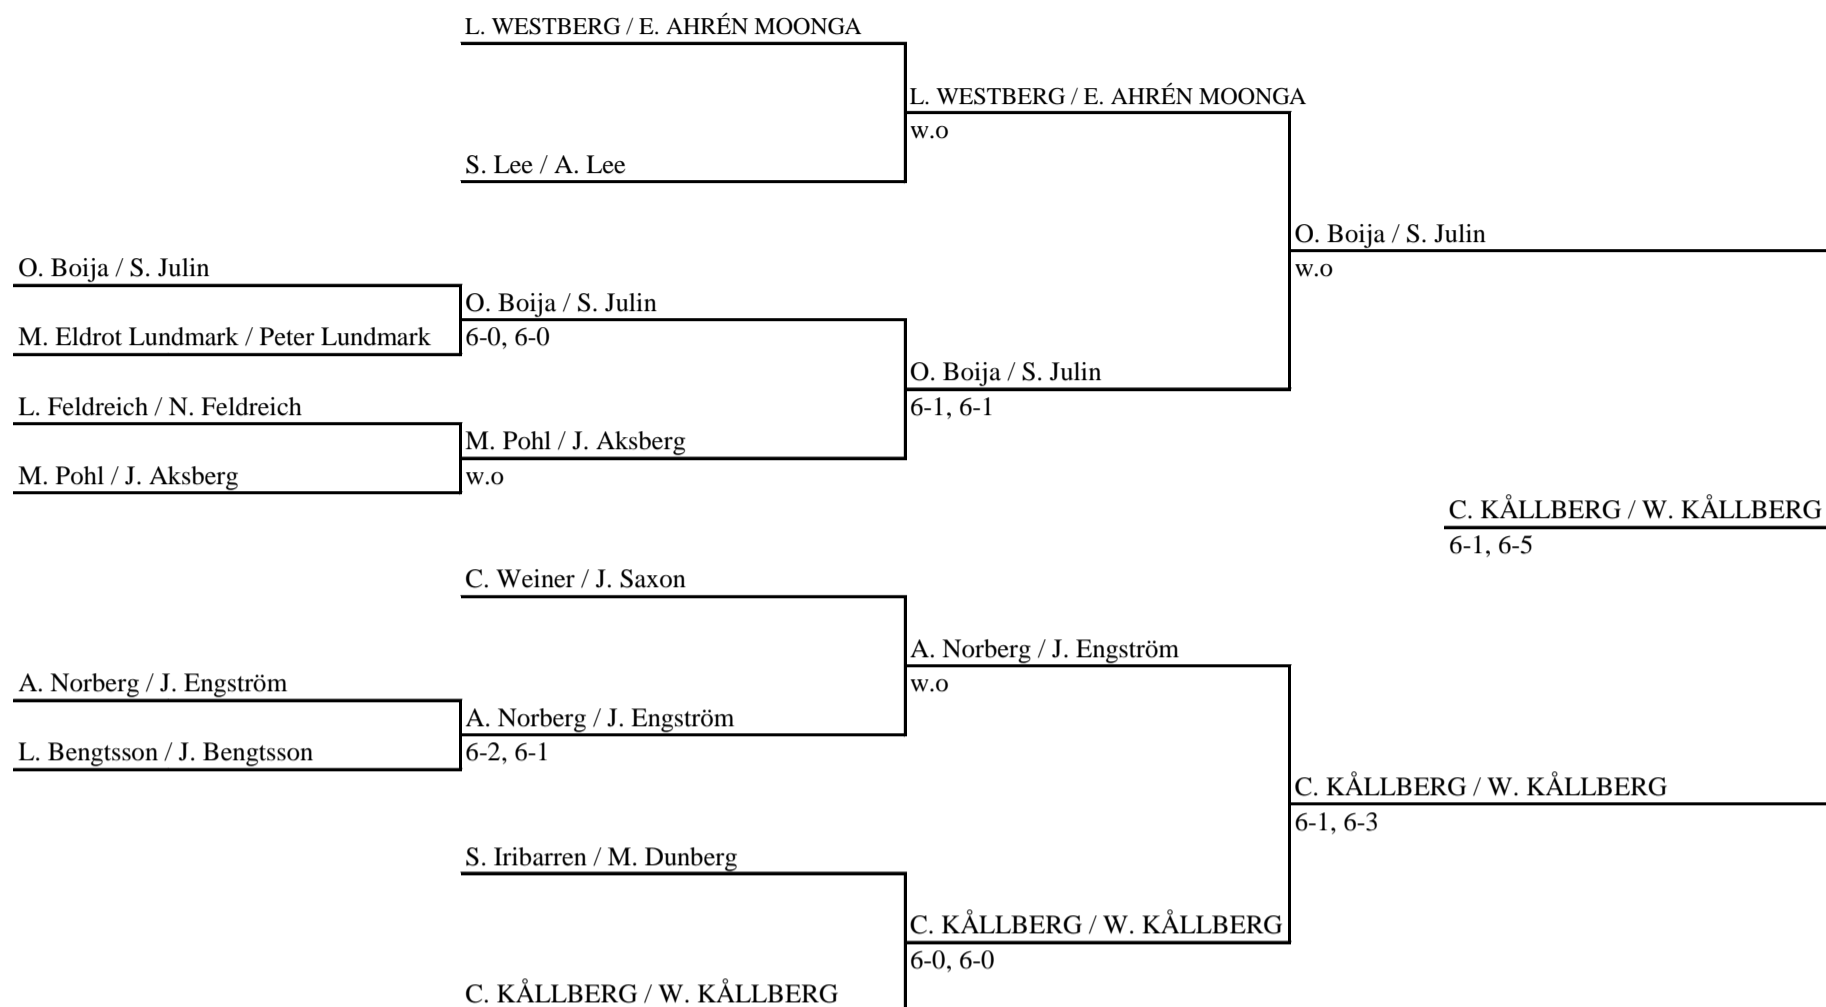 L. WESTBERG / E. AHRÉN MOONGA
L. WESTBERG / E. AHRÉN MOONGA
w.o
S. Lee / A. Lee
O. Boija / S. Julin
w.o
O. Boija / S. Julin
O. Boija / S. Julin
M. Eldrot Lundmark / Peter Lundmark
6-0, 6-0
O. Boija / S. Julin
6-1, 6-1
L. Feldreich / N. Feldreich
M. Pohl / J. Aksberg
M. Pohl / J. Aksberg
w.o
C. KÅLLBERG / W. KÅLLBERG
6-1, 6-5
C. Weiner / J. Saxon
A. Norberg / J. Engström
w.o
A. Norberg / J. Engström
A. Norberg / J. Engström
L. Bengtsson / J. Bengtsson
6-2, 6-1
C. KÅLLBERG / W. KÅLLBERG
6-1, 6-3
S. Iribarren / M. Dunberg
C. KÅLLBERG / W. KÅLLBERG
6-0, 6-0
C. KÅLLBERG / W. KÅLLBERG